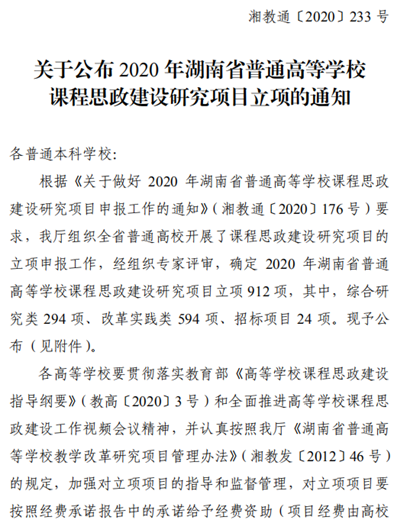 湘教通〔2020〕233号
关于公布2020年湖南省普通高等学校
课程思政建设研究项目立项的通知
各普通本科学校：
根据《关于做好 2020 年湖南省普通高等学校课程思政
建设研究项目申报工作的通知》（湘教通〔2020〕176号）要
求，我厅组织全省普通高校开展了课程思政建设研究项目的
立项申报工作，经组织专家评审，确定 2020 年湖南省普通
高等学校课程思政建设研究项目立项 912 项，其中，综合研
究类 294 项、改革实践类 594 项、招标项目 24 项。现予公
布（见附件）。
各高等学校要贯彻落实教育部《高等学校课程思政建设
指导纲要》（教高〔2020〕3号）和全面推进高等学校课程思
政建设工作视频会议精神，并认真按照我厅《湖南省普通高
等学校教学改革研究项目管理办法》（湘教发〔2012〕46号）
的规定，加强对立项项目的指导和监督管理，对立项项目要
按照经费承诺报告中的承诺给予经费资助（项目经费由高校